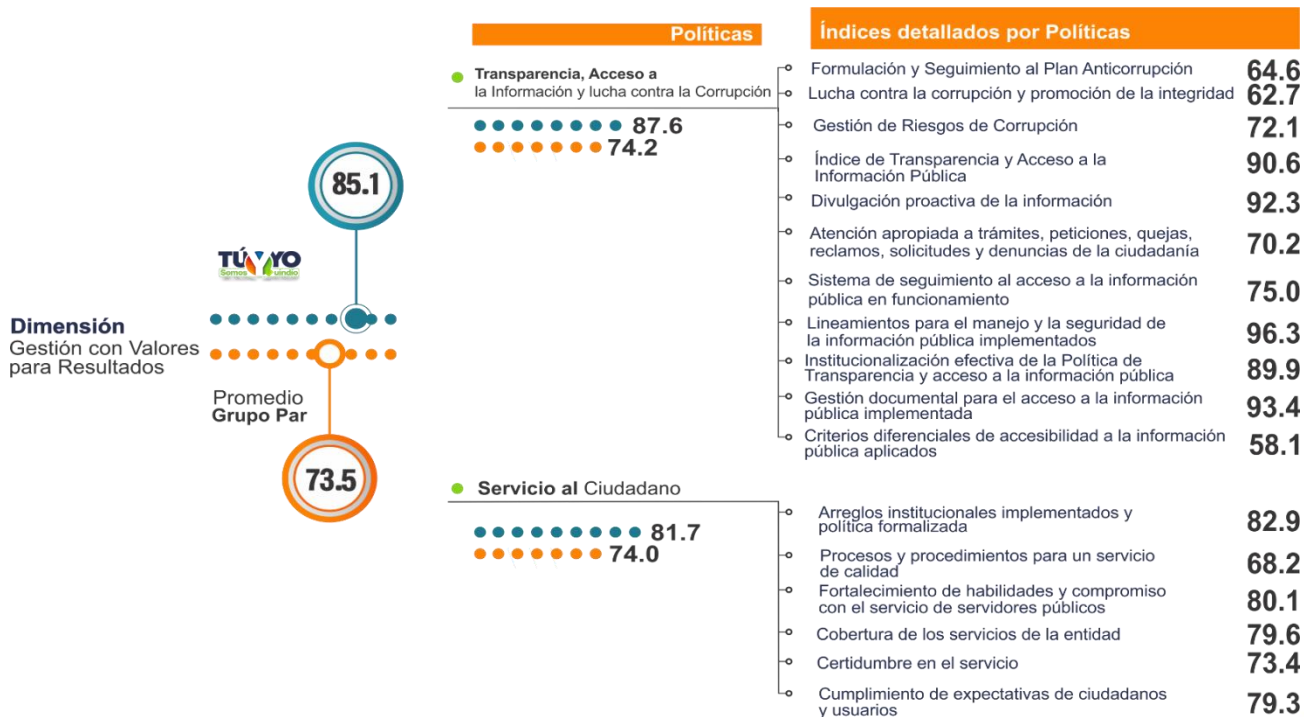 Políticas
Índices detallados por Políticas
Transparencia, Acceso a
la Información y lucha contra la Corrupción
87.6
74.2
Formulación y Seguimiento al Plan Anticorrupción 64.6
Lucha contra la corrupción y promoción de la integridad 62.7
Gestión de Riesgos de Corrupción 72.1
Índice de Transparencia y Acceso a la
Información Pública 90.6
Divulgación proactiva de la información 92.3
Atención apropiada a trámites, peticiones, quejas,
reclamos, solicitudes y denuncias de la ciudadanía 70.2
Sistema de seguimiento al acceso a la información
pública en funcionamiento 75.0
Lineamientos para el manejo y la seguridad de
la información pública implementados 96.3
Institucionalización efectiva de la Política de
Transparencia y acceso a la información pública 89.9
Gestión documental para el acceso a la información
pública implementada 93.4
Criterios diferenciales de accesibilidad a la información
pública aplicados 58.1
85.1
TÚ Y YO
Somos Quindío
Dimensión
Gestión con Valores
para Resultados
Promedio
Grupo Par
73.5
Servicio al Ciudadano
81.7
74.0
Arreglos institucionales implementados y
política formalizada 82.9
Procesos y procedimientos para un servicio
de calidad 68.2
Fortalecimiento de habilidades y compromiso
con el servicio de servidores públicos 80.1
Cobertura de los servicios de la entidad 79.6
Certidumbre en el servicio 73.4
Cumplimiento de expectativas de ciudadanos
y usuarios 79.3